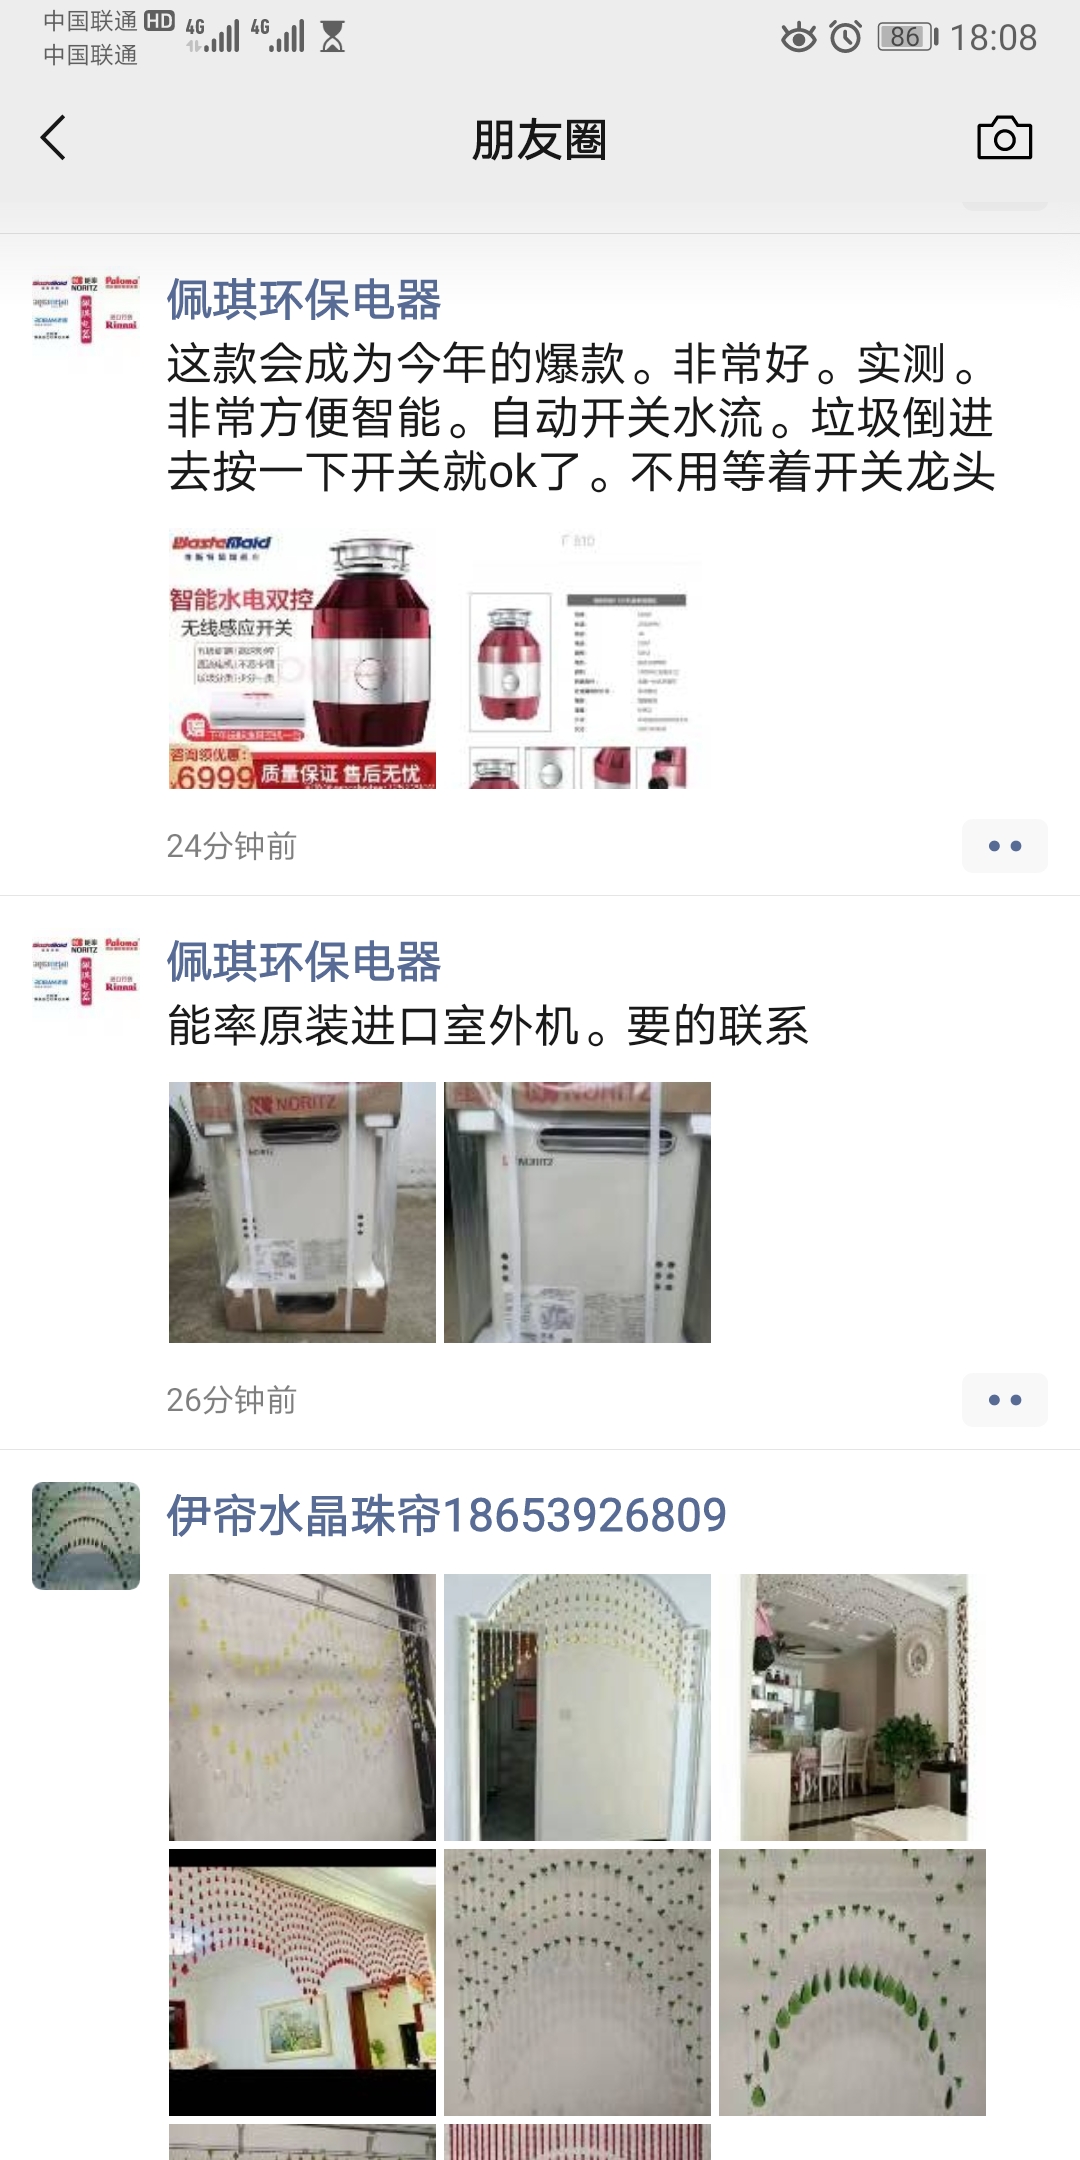 中国联通 HD 4G 4G 86 18:08
中国联通
朋友圈
佩琪环保电器
这款会成为今年的爆款。非常好。实测。
非常方便智能。自动开关水流。垃圾倒进
去按一下开关就ok了。不用等着开关龙头
WasteMaid
智能水电双控
无线感应开关
赠
咨询领优惠:
6999 质量保证 售后无忧
24分钟前
NORITZ
Paloma
Rinnai
佩琪环保电器
能率原装进口室外机。要的联系
NORITZ
NORITZ
NORITZ
NORITZ
26分钟前
伊帘水晶珠帘18653926809